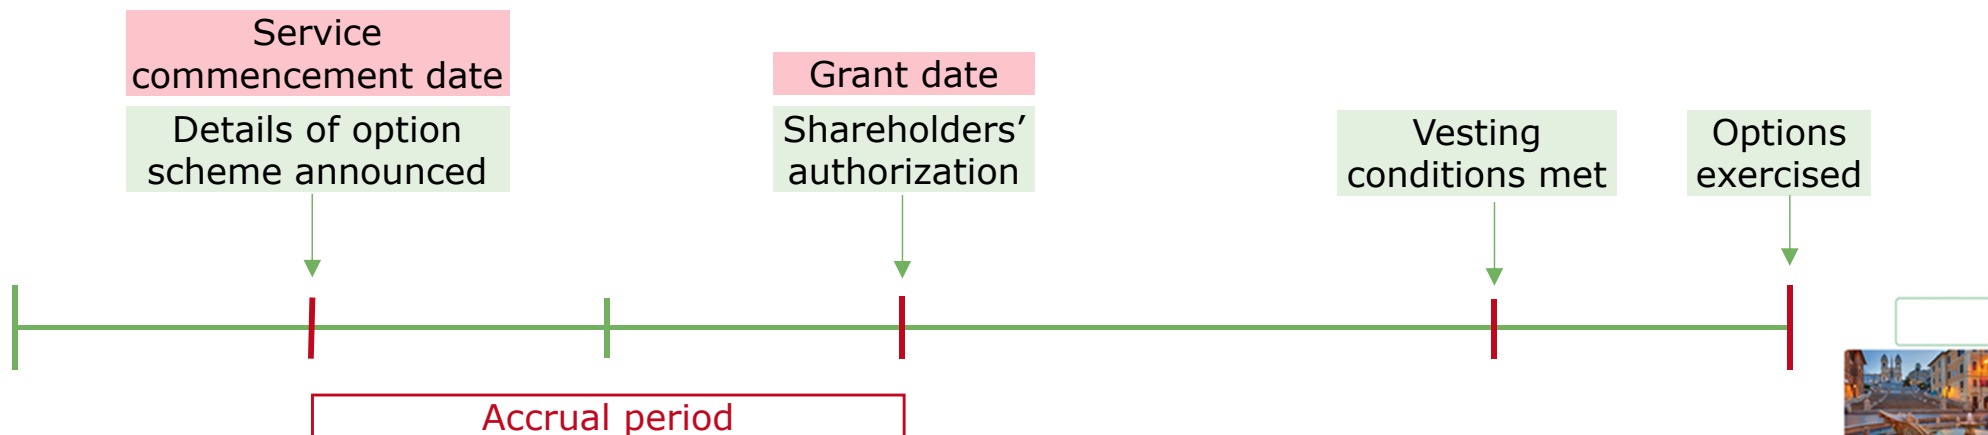 Service
commencement date
Details of option
scheme announced
Grant date
Shareholders’
authorization
Vesting
conditions met
Options
exercised
Accrual period